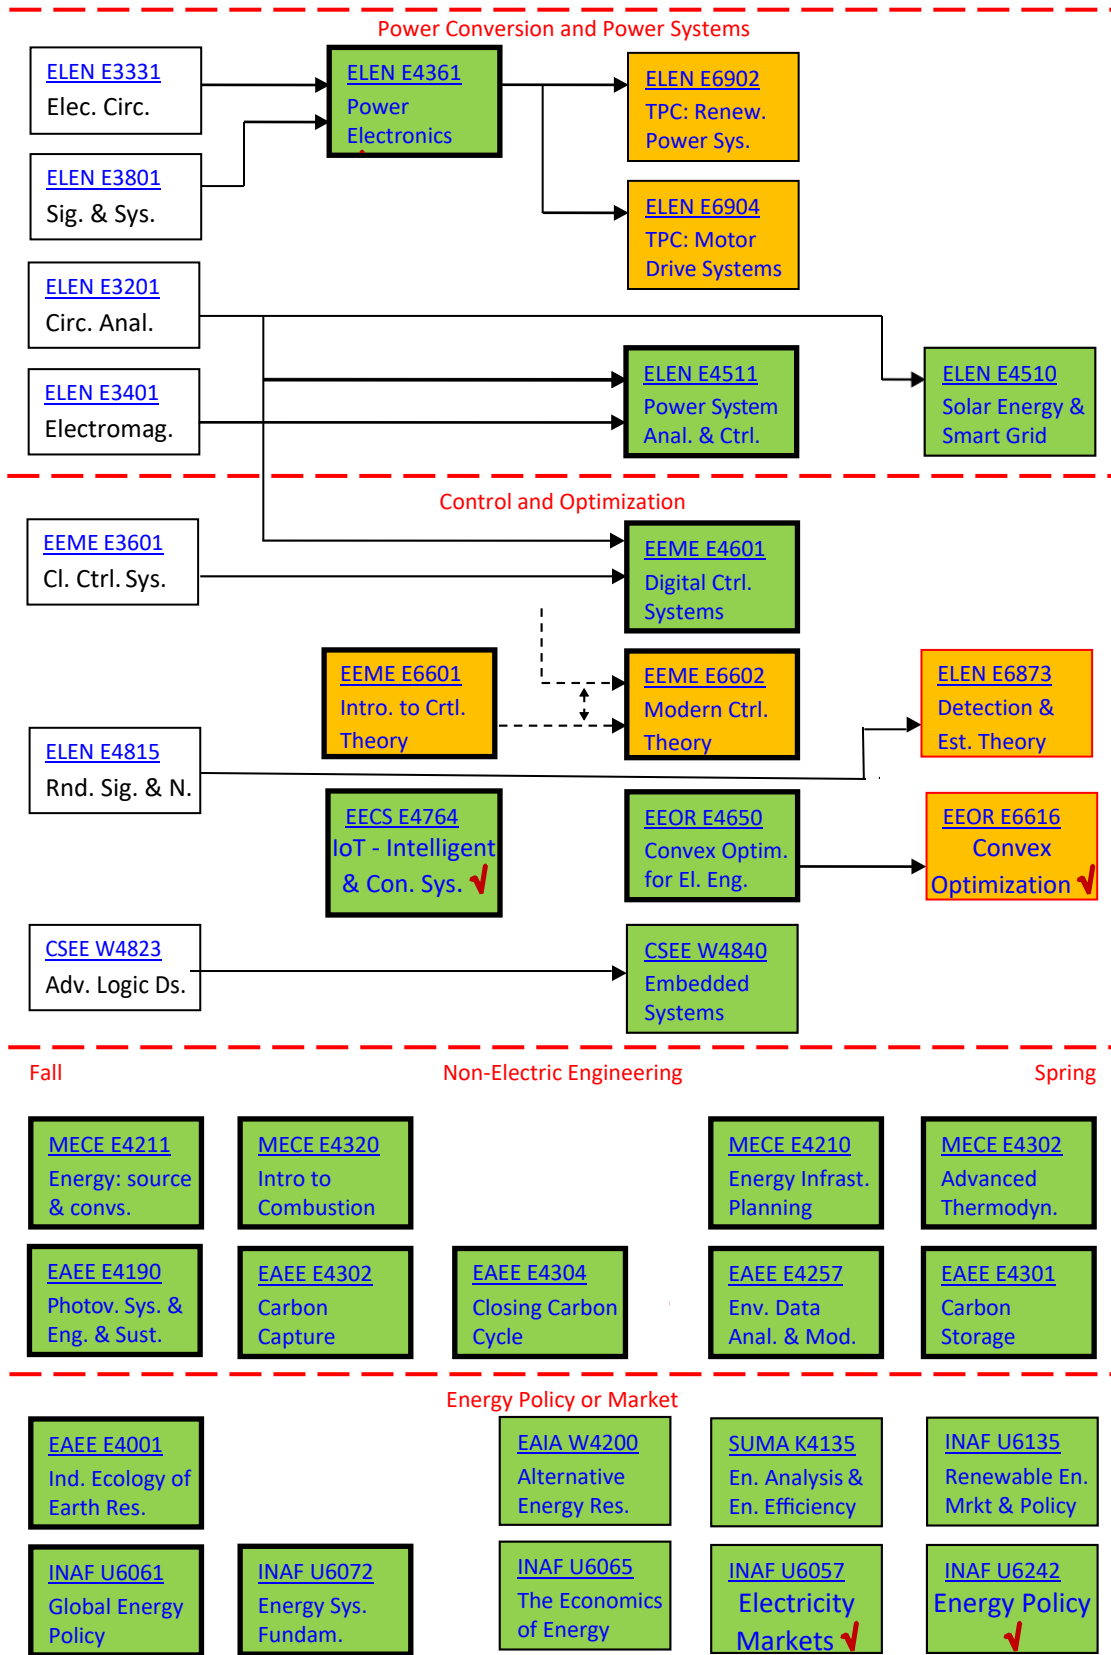 Power Conversion and Power Systems
ELEN E3331
Elec. Circ.
ELEN E4361
Power
Electronics
ELEN E6902
TPC: Renew.
Power Sys.
ELEN E3801
Sig. & Sys.
ELEN E6904
TPC: Motor
Drive Systems
ELEN E3201
Circ. Anal.
ELEN E3401
Electromag.
ELEN E4511
Power System
Anal. & Ctrl.
ELEN E4510
Solar Energy &
Smart Grid
Control and Optimization
EEME E3601
Cl. Ctrl. Sys.
EEME E4601
Digital Ctrl.
Systems
EEME E6601
Intro. to Crtl.
Theory
EEME E6602
Modern Ctrl.
Theory
ELEN E6873
Detection &
Est. Theory
ELEN E4815
Rnd. Sig. & N.
EECS E4764
IoT - Intelligent
& Con. Sys. √
EEOR E4650
Convex Optim.
for El. Eng.
EEOR E6616
Convex
Optimization √
CSEE W4823
Adv. Logic Ds.
CSEE W4840
Embedded
Systems
Fall
Non-Electric Engineering
Spring
MECE E4211
Energy: source
& convs.
MECE E4320
Intro to
Combustion
MECE E4210
Energy Infrast.
Planning
MECE E4302
Advanced
Thermodyn.
EAEE E4190
Photov. Sys. &
Eng. & Sust.
EAEE E4302
Carbon
Capture
EAEE E4304
Closing Carbon
Cycle
EAEE E4257
Env. Data
Anal. & Mod.
EAEE E4301
Carbon
Storage
Energy Policy or Market
EAEE E4001
Ind. Ecology of
Earth Res.
EAIA W4200
Alternative
Energy Res.
SUMA K4135
En. Analysis &
En. Efficiency
INAF U6135
Renewable En.
Mrkt & Policy
INAF U6061
Global Energy
Policy
INAF U6072
Energy Sys.
Fundam.
INAF U6065
The Economics
of Energy
INAF U6057
Electricity
Markets √
INAF U6242
Energy Policy
√